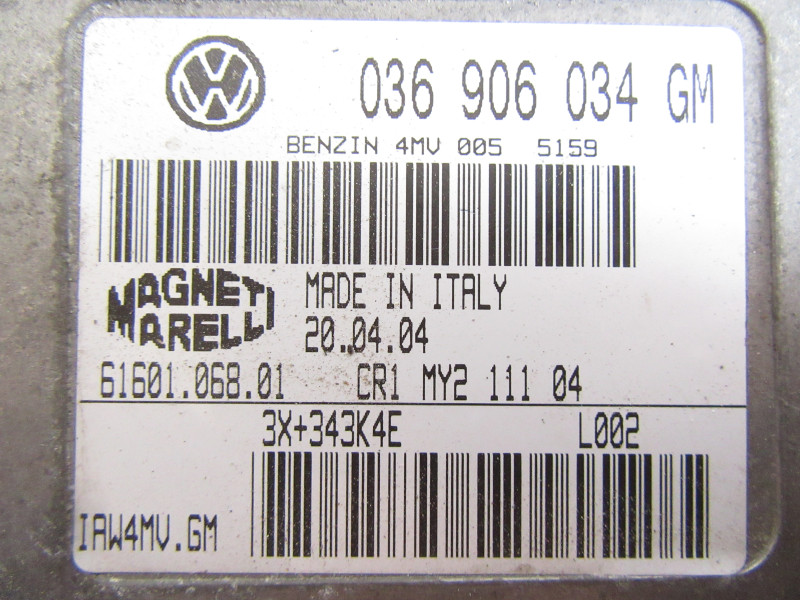 036 906 034 GM
BENZIN 4MV 005 5159
MAGNETI
MARELLI
MADE IN ITALY
20.04.04
61601.068.01 CR1 MY2 111 04
3X+343K4E L002
IAW4MV.GM